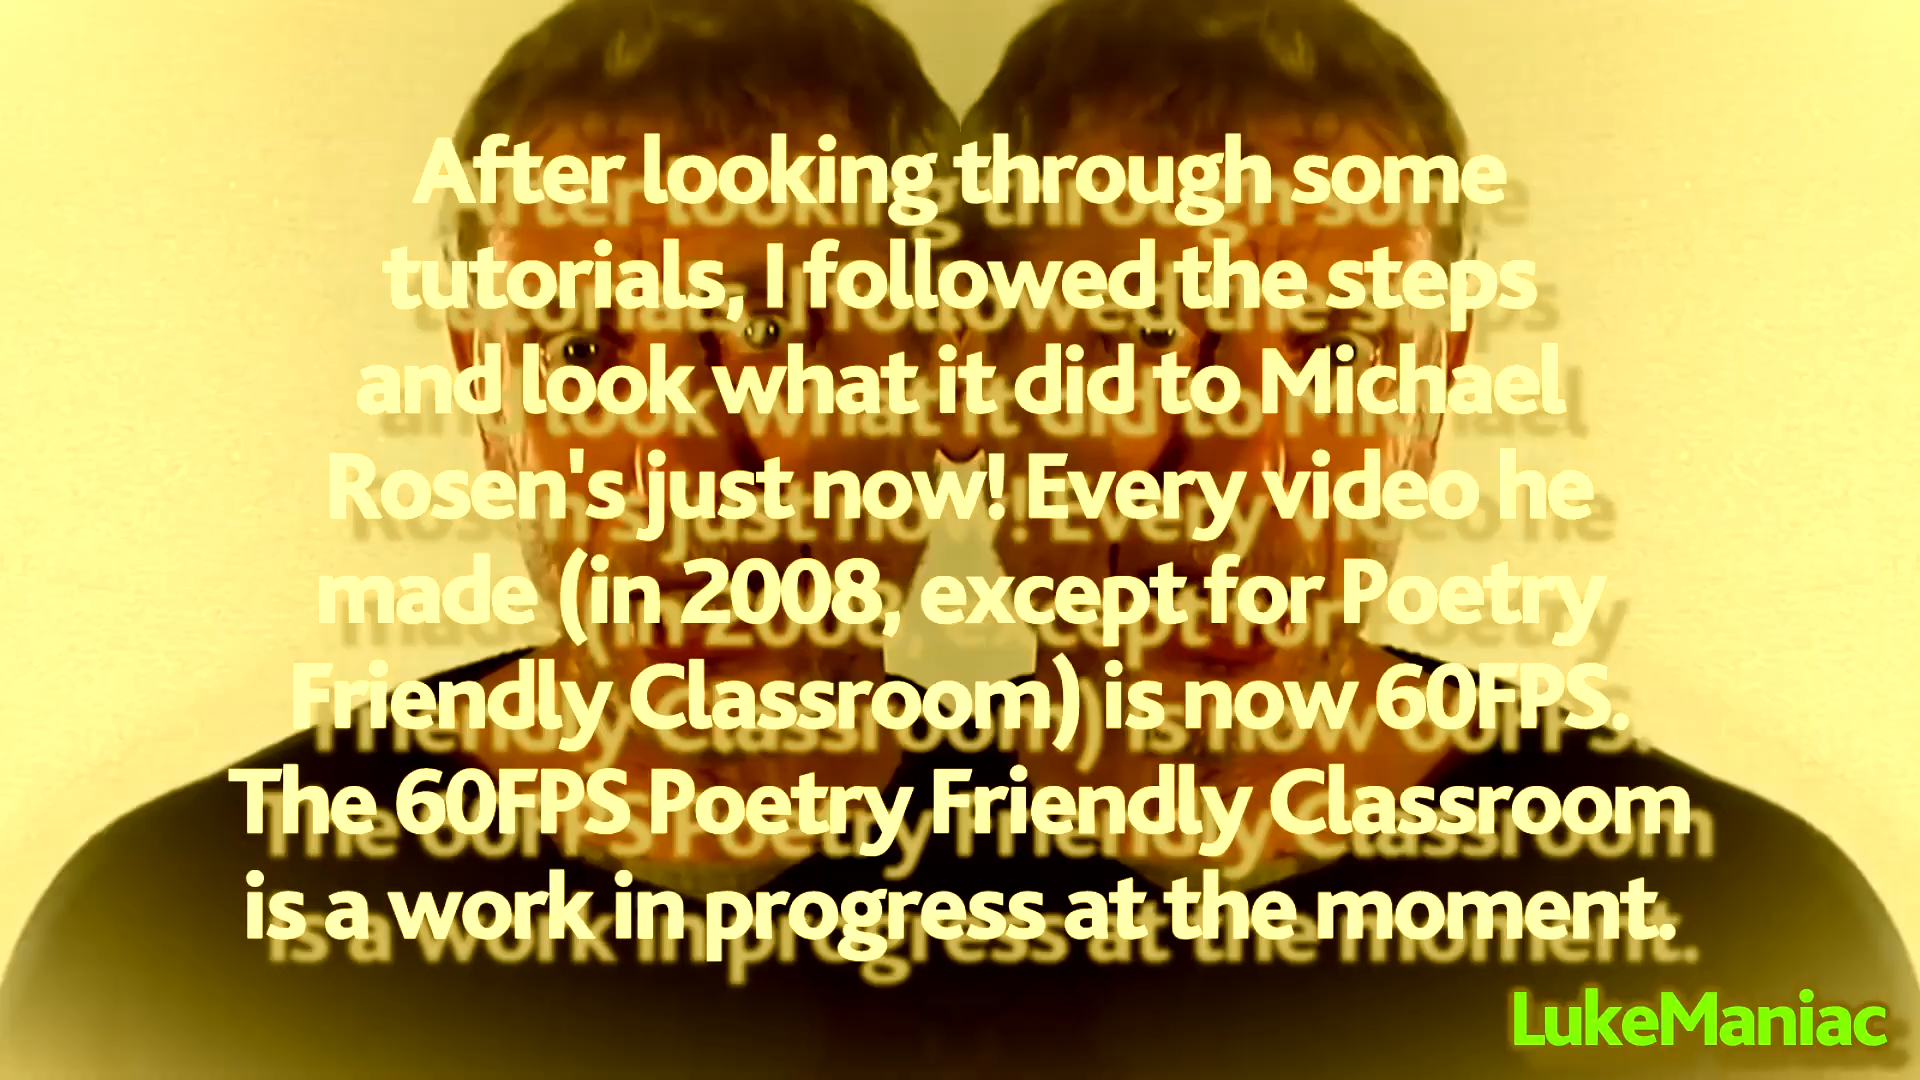 After looking through some
tutorials, I followed the steps
and look what it did to Michael
Rosen's just now! Every video he
made (in 2008, except for Poetry
Friendly Classroom) is now 60FPS.
The 60FPS Poetry Friendly Classroom
is a work in progress at the moment.
LukeManiac